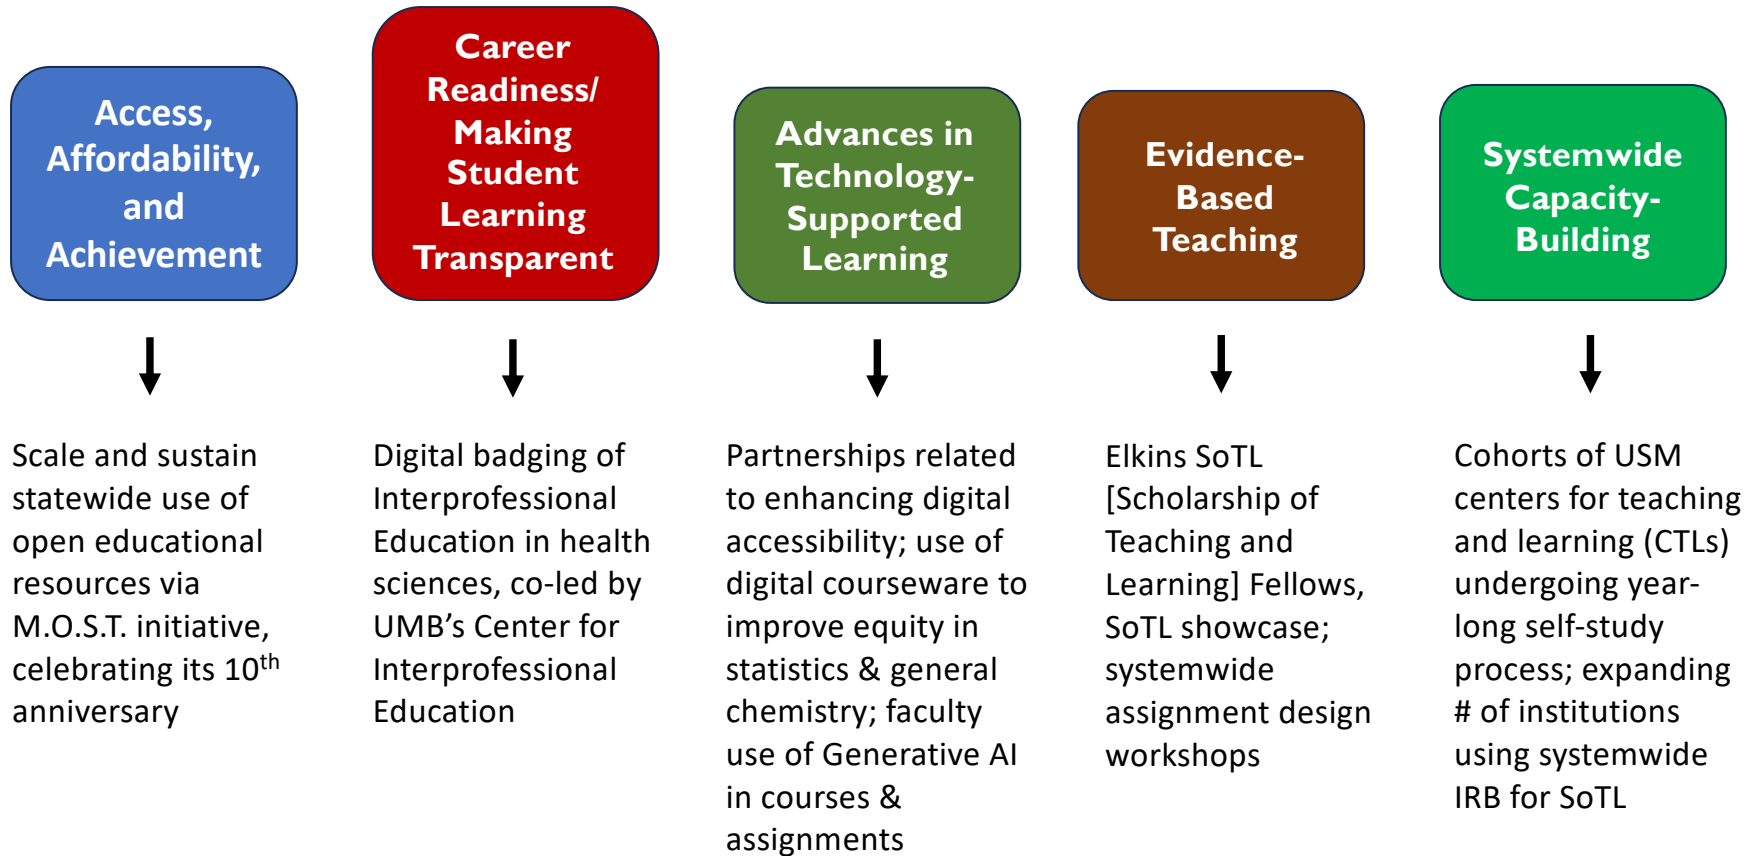 Access,
Affordability,
and
Achievement
Career
Readiness/
Making
Student
Learning
Transparent
Advances in
Technology-
Supported
Learning
Evidence-
Based
Teaching
Systemwide
Capacity-
Building
Scale and sustain
statewide use of
open educational
resources via
M.O.S.T. initiative,
celebrating its 10th
anniversary
Digital badging of
Interprofessional
Education in health
sciences, co-led by
UMB’s Center for
Interprofessional
Education
Partnerships related
to enhancing digital
accessibility; use of
digital courseware to
improve equity in
statistics & general
chemistry; faculty
use of Generative AI
in courses &
assignments
Elkins SoTL
[Scholarship of
Teaching and
Learning] Fellows,
SoTL showcase;
systemwide
assignment design
workshops
Cohorts of USM
centers for teaching
and learning (CTLs)
undergoing year-
long self-study
process; expanding
# of institutions
using systemwide
IRB for SoTL